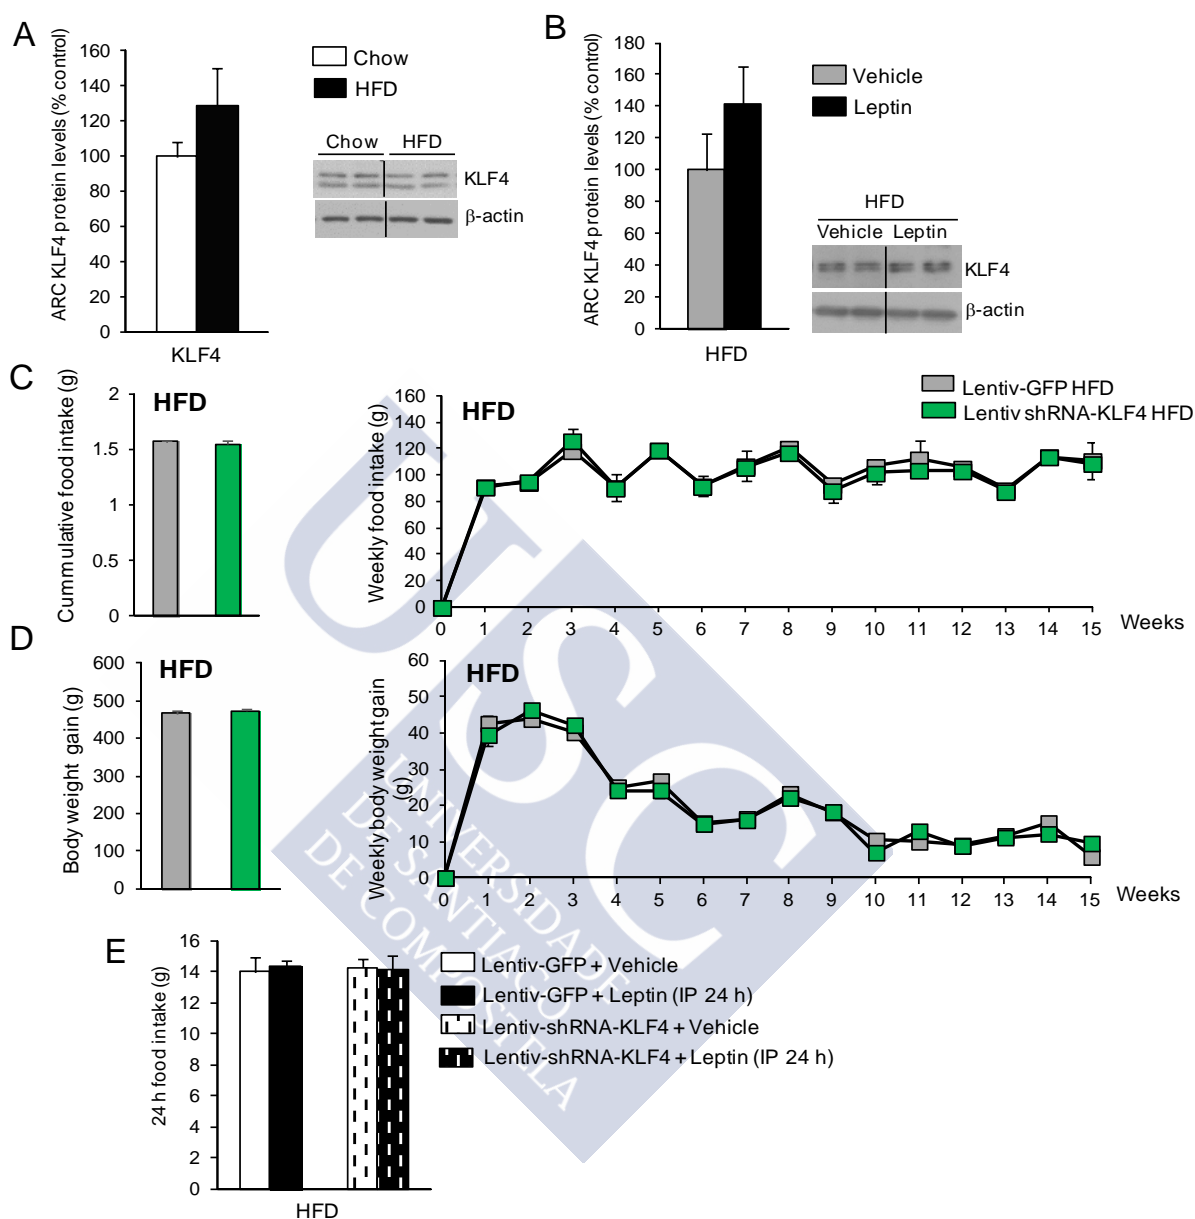 A
ARC KLF4 protein levels (% control)
160
140
120
100
80
60
40
20
0
KLF4
Chow
HFD
Chow HFD
KLF4
β-actin
B
ARC KLF4 protein levels (% control)
180
160
140
120
100
80
60
40
20
0
HFD
Vehicle
Leptin
HFD
Vehicle Leptin
KLF4
β-actin
C
Cummulative food intake (g)
2
1.5
1
0.5
0
HFD
Weekly food intake (g)
160
140
120
100
80
60
40
20
0
HFD
Lentiv-GFP HFD
Lentiv shRNA-KLF4 HFD
0 1 2 3 4 5 6 7 8 9 10 11 12 13 14 15 Weeks
D
Body weight gain (g)
600
500
400
300
200
100
0
HFD
Weekly body weight gain
(g)
60
50
40
30
20
10
0
HFD
0 1 2 3 4 5 6 7 8 9 10 11 12 13 14 15 Weeks
E
24 h food intake (g)
16
14
12
10
8
6
4
2
0
HFD
Lentiv-GFP + Vehicle
Lentiv-GFP + Leptin (IP 24 h)
Lentiv-shRNA-KLF4 + Vehicle
Lentiv-shRNA-KLF4 + Leptin (IP 24 h)
USC
UNIVERSIDADE
DE SANTIAGO
DE COMPOSTELA